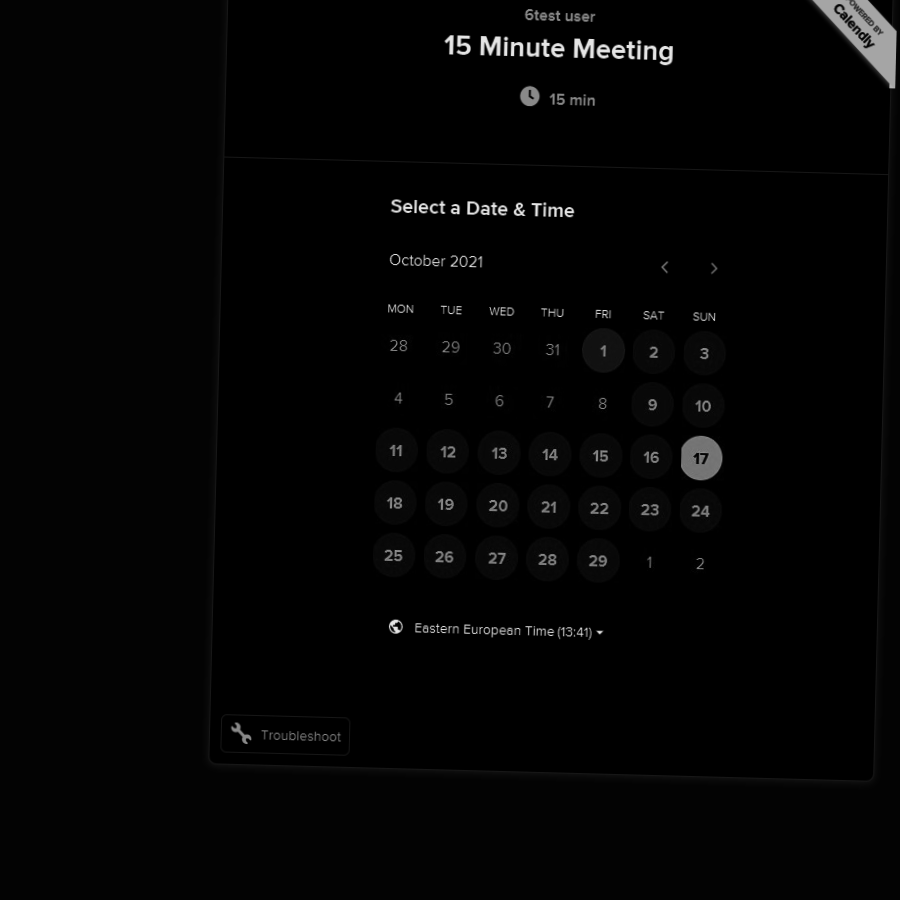 6test user
POWERED BY
Calendly
15 Minute Meeting
15 min
Select a Date & Time
October 2021
MON TUE WED THU FRI SAT SUN
28 29 30 31 1 2 3
4 5 6 7 8 9 10
11 12 13 14 15 16 17
18 19 20 21 22 23 24
25 26 27 28 29 1 2
Eastern European Time (13:41)
Troubleshoot